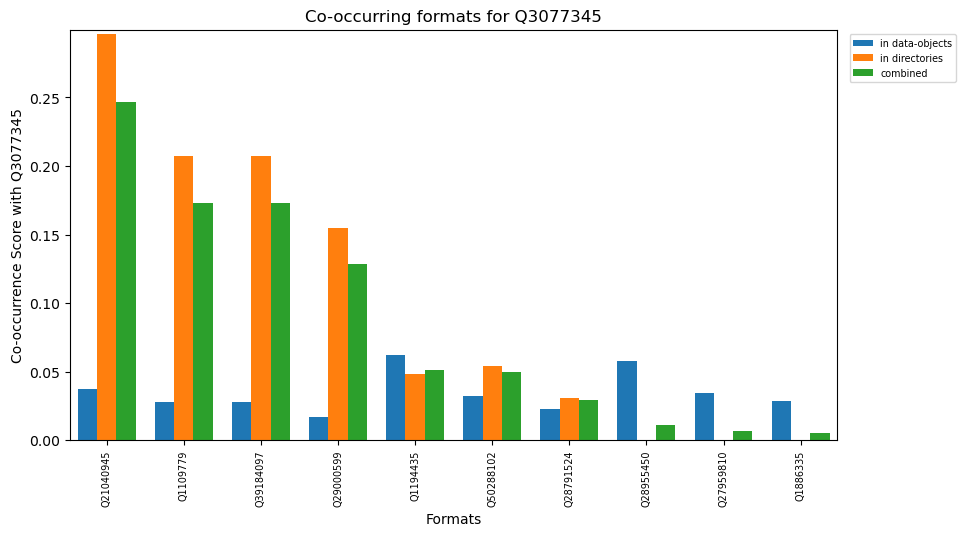 Co-occurring formats for Q3077345
in data-objects
in directories
combined
Co-occurrence Score with Q3077345
0.25
0.20
0.15
0.10
0.05
0.00
Q21040945
Q1109779
Q39184097
Q29000599
Q1194435
Q50288102
Q28791524
Q28955450
Q27959810
Q1886335
Formats